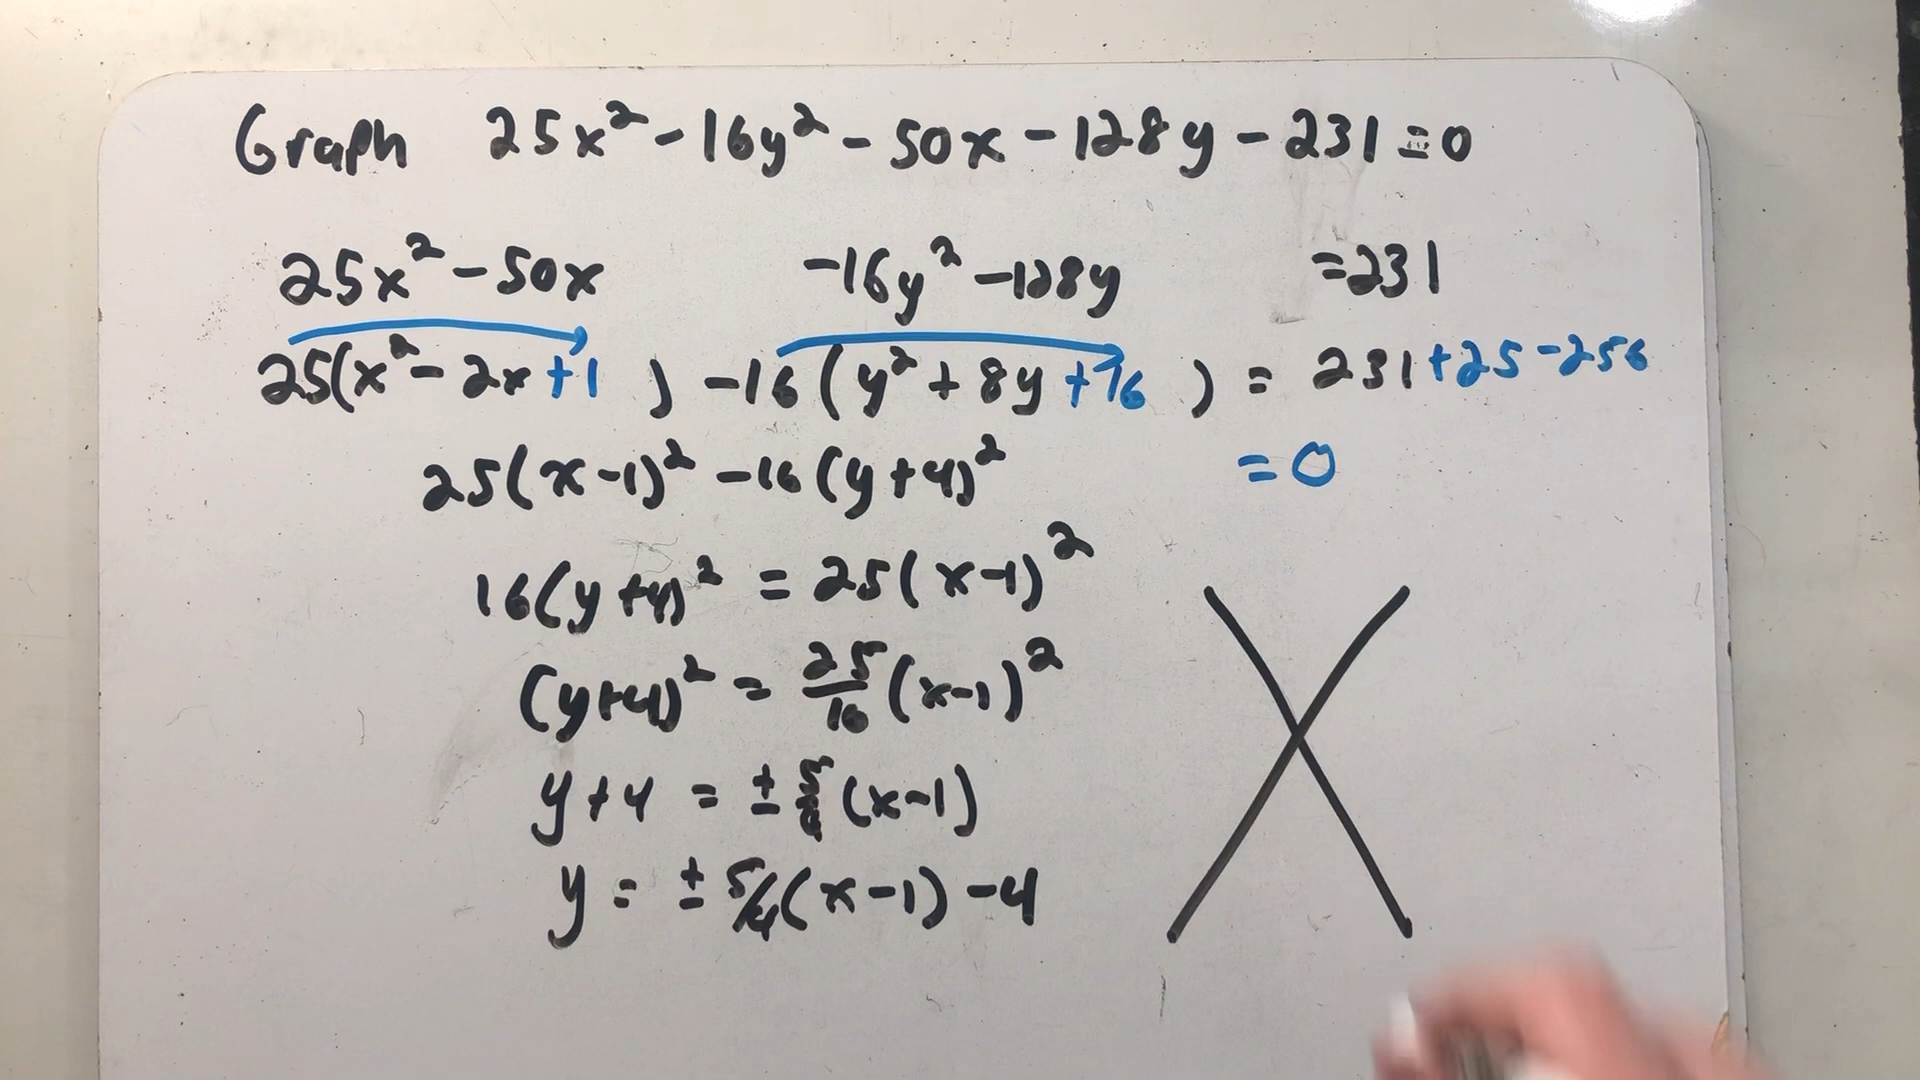 Graph 25x² - 16y² - 50x - 128y - 231 = 0
25x² - 50x -16y² - 128y = 231
25(x² - 2x + 1 ) - 16(y² + 8y + 16 ) = 231 + 25 - 256
25(x-1)² - 16(y+4)² = 0
16(y+4)² = 25(x-1)²
(y+4)² = 25/16 (x-1)²
y+4 = ± 5/4 (x-1)
y = ± 5/4 (x-1) - 4